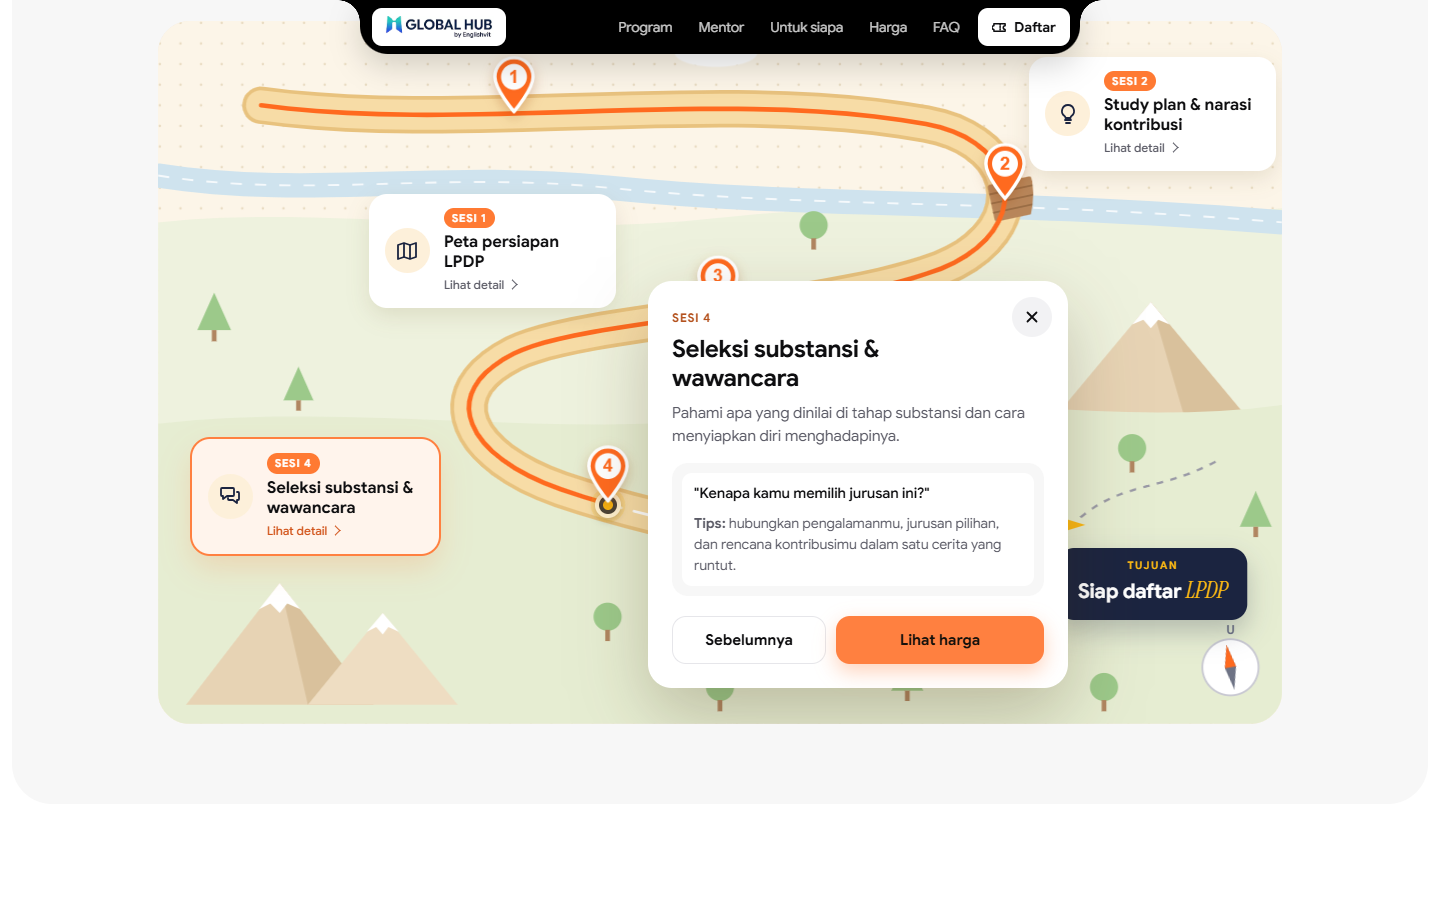 GLOBAL HUB
by Englishvit
Program
Mentor
Untuk siapa
Harga
FAQ
Daftar
1
SESI 2
Study plan & narasi
kontribusi
Lihat detail
2
SESI 1
Peta persiapan
LPDP
Lihat detail
3
SESI 4
Seleksi substansi &
wawancara
Pahami apa yang dinilai di tahap substansi dan cara
menyiapkan diri menghadapinya.
"Kenapa kamu memilih jurusan ini?"
Tips: hubungkan pengalamanmu, jurusan pilihan,
dan rencana kontribusimu dalam satu cerita yang
runtut.
Sebelumnya
Lihat harga
SESI 4
Seleksi substansi &
wawancara
Lihat detail
4
TUJUAN
Siap daftar LPDP
U